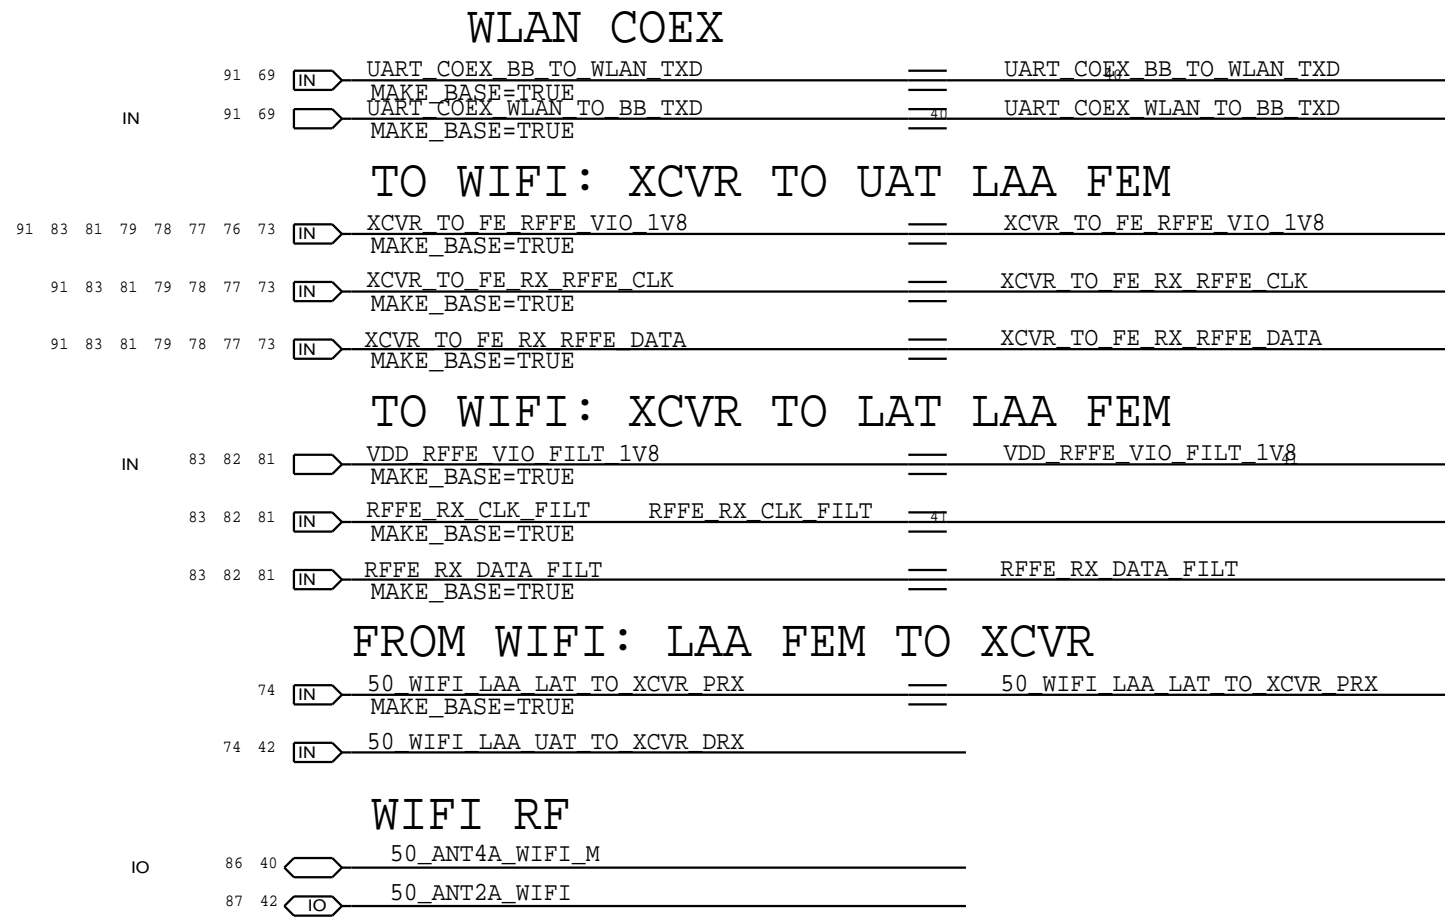 WLAN COEX
91 69 IN UART_COEX_BB_TO_WLAN_TXD UART_COEX_BB_TO_WLAN_TXD
40
MAKE_BASE=TRUE
IN 91 69 UART_COEX_WLAN_TO_BB_TXD 40 UART_COEX_WLAN_TO_BB_TXD
MAKE_BASE=TRUE
TO WIFI: XCVR TO UAT LAA FEM
91 83 81 79 78 77 76 73 IN XCVR_TO_FE_RFFE_VIO_1V8 XCVR_TO_FE_RFFE_VIO_1V8
MAKE_BASE=TRUE
91 83 81 79 78 77 73 IN XCVR_TO_FE_RX_RFFE_CLK XCVR_TO_FE_RX_RFFE_CLK
MAKE_BASE=TRUE
91 83 81 79 78 77 73 IN XCVR_TO_FE_RX_RFFE_DATA XCVR_TO_FE_RX_RFFE_DATA
MAKE_BASE=TRUE
TO WIFI: XCVR TO LAT LAA FEM
IN 83 82 81 VDD_RFFE_VIO_FILT_1V8 VDD_RFFE_VIO_FILT_1V8
MAKE_BASE=TRUE
83 82 81 IN RFFE_RX_CLK_FILT RFFE_RX_CLK_FILT 41
MAKE_BASE=TRUE
83 82 81 IN RFFE_RX_DATA_FILT RFFE_RX_DATA_FILT
MAKE_BASE=TRUE
FROM WIFI: LAA FEM TO XCVR
74 IN 50_WIFI_LAA_LAT_TO_XCVR_PRX 50_WIFI_LAA_LAT_TO_XCVR_PRX
MAKE_BASE=TRUE
74 42 IN 50_WIFI_LAA_UAT_TO_XCVR_DRX
WIFI RF
IO 86 40 50_ANT4A_WIFI_M
87 42 IO 50_ANT2A_WIFI